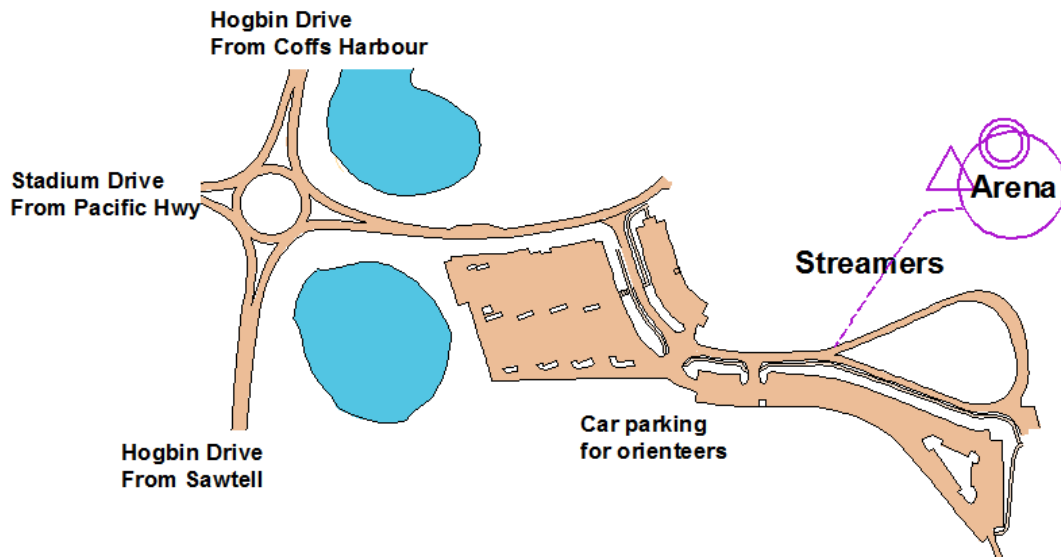 Hogbin Drive
From Coffs Harbour
Stadium Drive
From Pacific Hwy
Arena
Streamers
Car parking
for orienteers
Hogbin Drive
From Sawtell